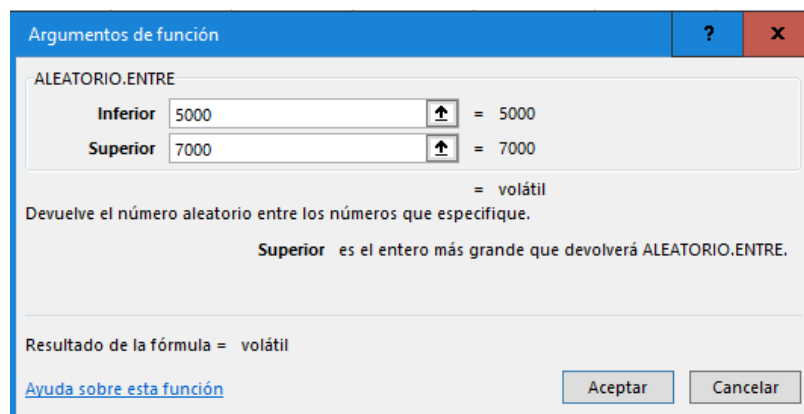 Argumentos de función ? x
ALEATORIO.ENTRE
Inferior 5000 = 5000
Superior 7000 = 7000
= volátil
Devuelve el número aleatorio entre los números que especifique.
Superior es el entero más grande que devolverá ALEATORIO.ENTRE.
Resultado de la fórmula = volátil
Ayuda sobre esta función Aceptar Cancelar